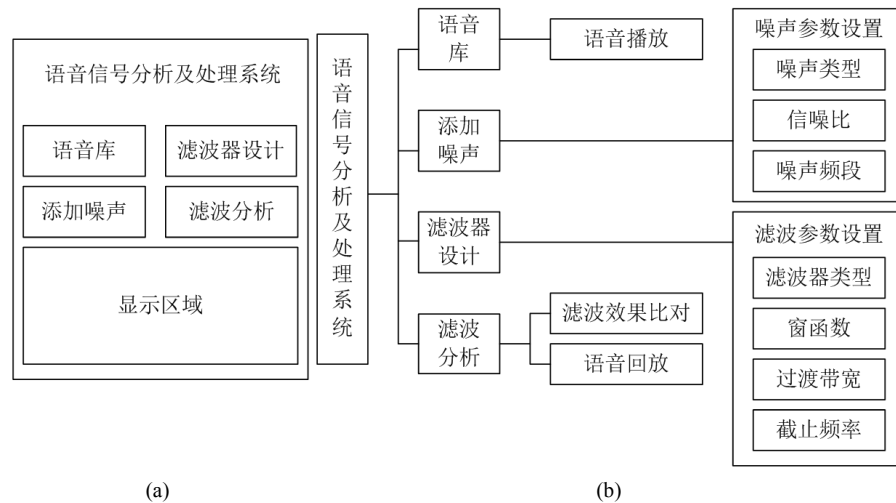 语音信号分析及处理系统
语音库
滤波器设计
添加噪声
滤波分析
显示区域
(a)
语音信号分析及处理系统
语音
库
语音播放
添加
噪声
噪声参数设置
噪声类型
信噪比
噪声频段
滤波器
设计
滤波参数设置
滤波器类型
窗函数
过渡带宽
截止频率
滤波
分析
滤波效果比对
语音回放
(b)